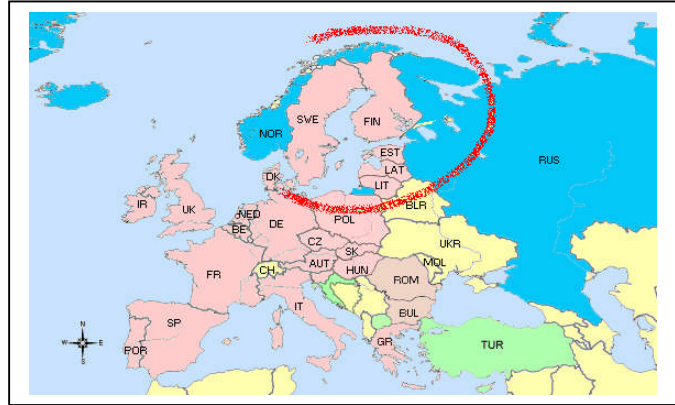 NOR
SWE
FIN
RUS
EST
LAT
LIT
DK
BLR
IR
UK
NED
BE
DE
POL
UKR
CZ
SK
MOL
FR
CH
AUT
HUN
ROM
IT
BUL
SP
POR
GR
TUR
N
W
E
S